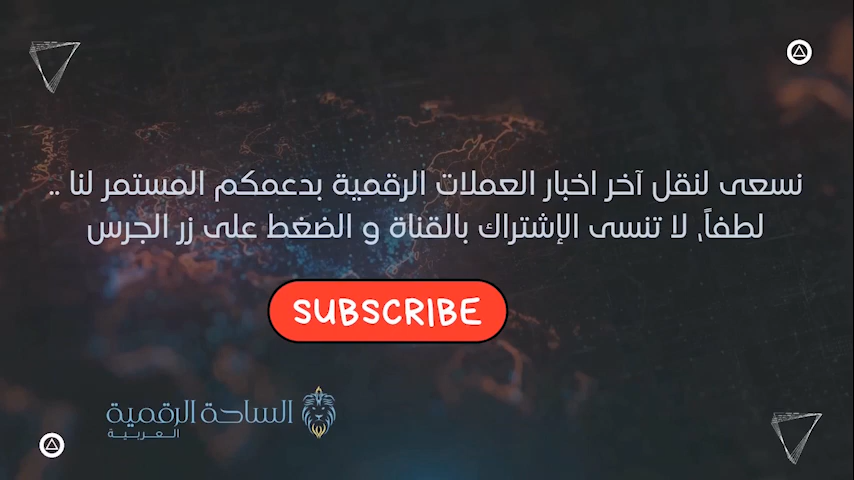 نسعى لنقل آخر اخبار العملات الرقمية بدعمكم المستمر لنا ..
لطفاً، لا تنسى الإشتراك بالقناة و الضغط على زر الجرس
SUBSCRIBE
الساحة الرقمية
العربية